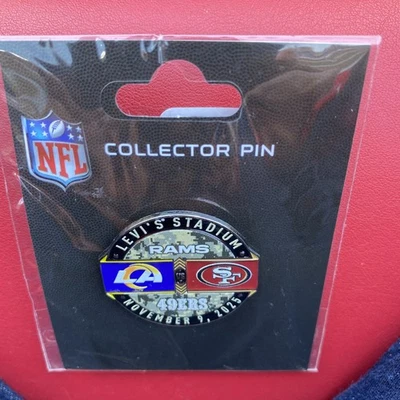 NFL
COLLECTOR PIN
LEVI'S STADIUM
RAMS
LA
SF
49ERS
NOVEMBER 9, 2025